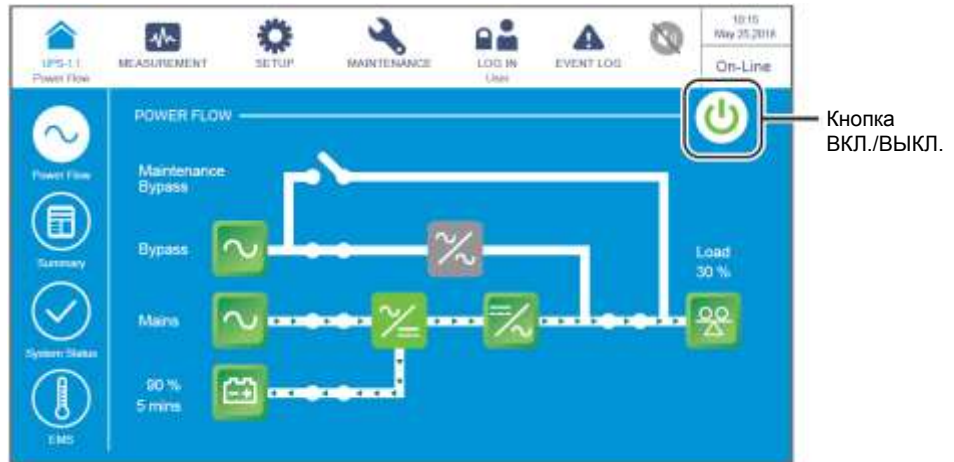 UPS-1.1
Power Flow
MEASUREMENT
SETUP
MAINTENANCE
LOG IN
User
EVENT LOG
10:15
May 25,2018
On-Line
POWER FLOW
Кнопка
ВКЛ./ВЫКЛ.
Power Flow
Maintenance
Bypass
Summary
Bypass
Load
30 %
System Status
Mains
90 %
5 mins
EMS